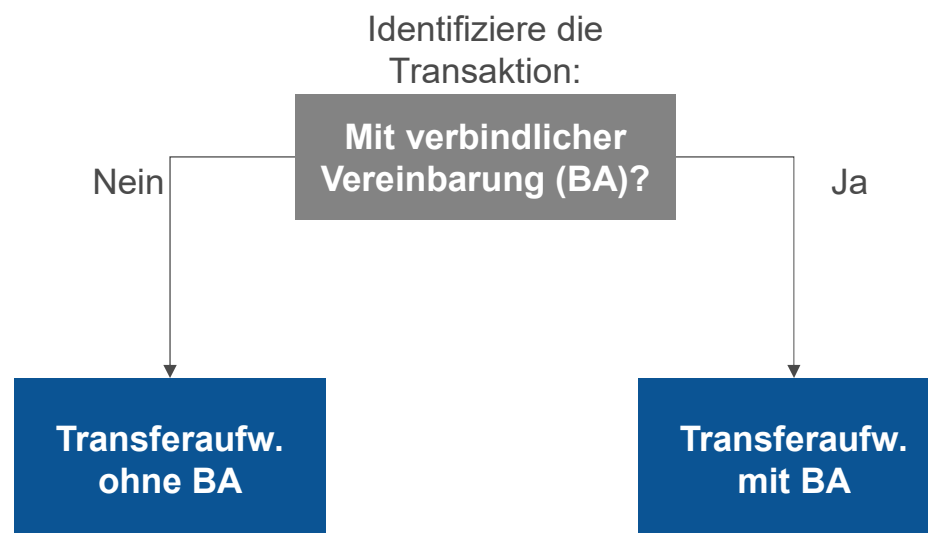 Identifiziere die
Transaktion:
Mit verbindlicher
Vereinbarung (BA)?
Nein
Ja
Transferaufw.
ohne BA
Transferaufw.
mit BA